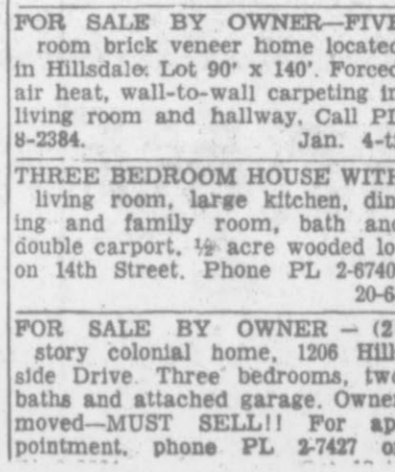 FOR SALE BY OWNER—FIVE
room brick veneer home located
in Hillsdale. Lot 90' x 140'. Forced
air heat, wall-to-wall carpeting in
living room and hallway. Call PL
8-2384. Jan. 4-t
THREE BEDROOM HOUSE WITH
living room, large kitchen, din
ing and family room, bath and
double carport, ½ acre wooded lo
on 14th Street. Phone PL 2-6740
20-6
FOR SALE BY OWNER — (2
story colonial home, 1206 Hill
side Drive. Three bedrooms, two
baths and attached garage. Owner
moved—MUST SELL!! For ap
pointment, phone PL 2-7427 o